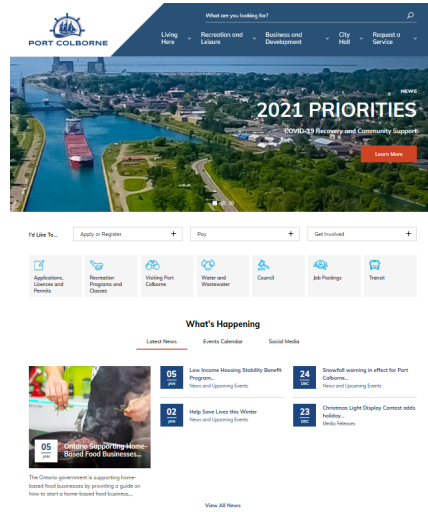 What are you looking for?
PORT COLBORNE
Living Here
Recreation and Leisure
Business and Development
City Hall
Request a Service
NEWS
2021 PRIORITIES
COVID-19 Recovery and Community Support
Learn More
I'd Like To...
Apply or Register +
Pay +
Get Involved +
Applications, Licences and Permits
Recreation Programs and Classes
Visiting Port Colborne
Water and Wastewater
Council
Job Postings
Transit
What's Happening
Latest News
Events Calendar
Social Media
05 JAN
Ontario Supporting Home-Based Food Businesses...
The Ontario government is supporting home-
based food businesses by providing a guide on
how to start a home-based food business,...
05 JAN
Low Income Housing Stability Benefit
Program...
News and Upcoming Events
24 DEC
Snowfall warning in effect for Port
Colborne...
News and Upcoming Events
02 JAN
Help Save Lives this Winter
News and Upcoming Events
23 DEC
Christmas Light Display Contest adds
holiday...
Media Releases
View All News